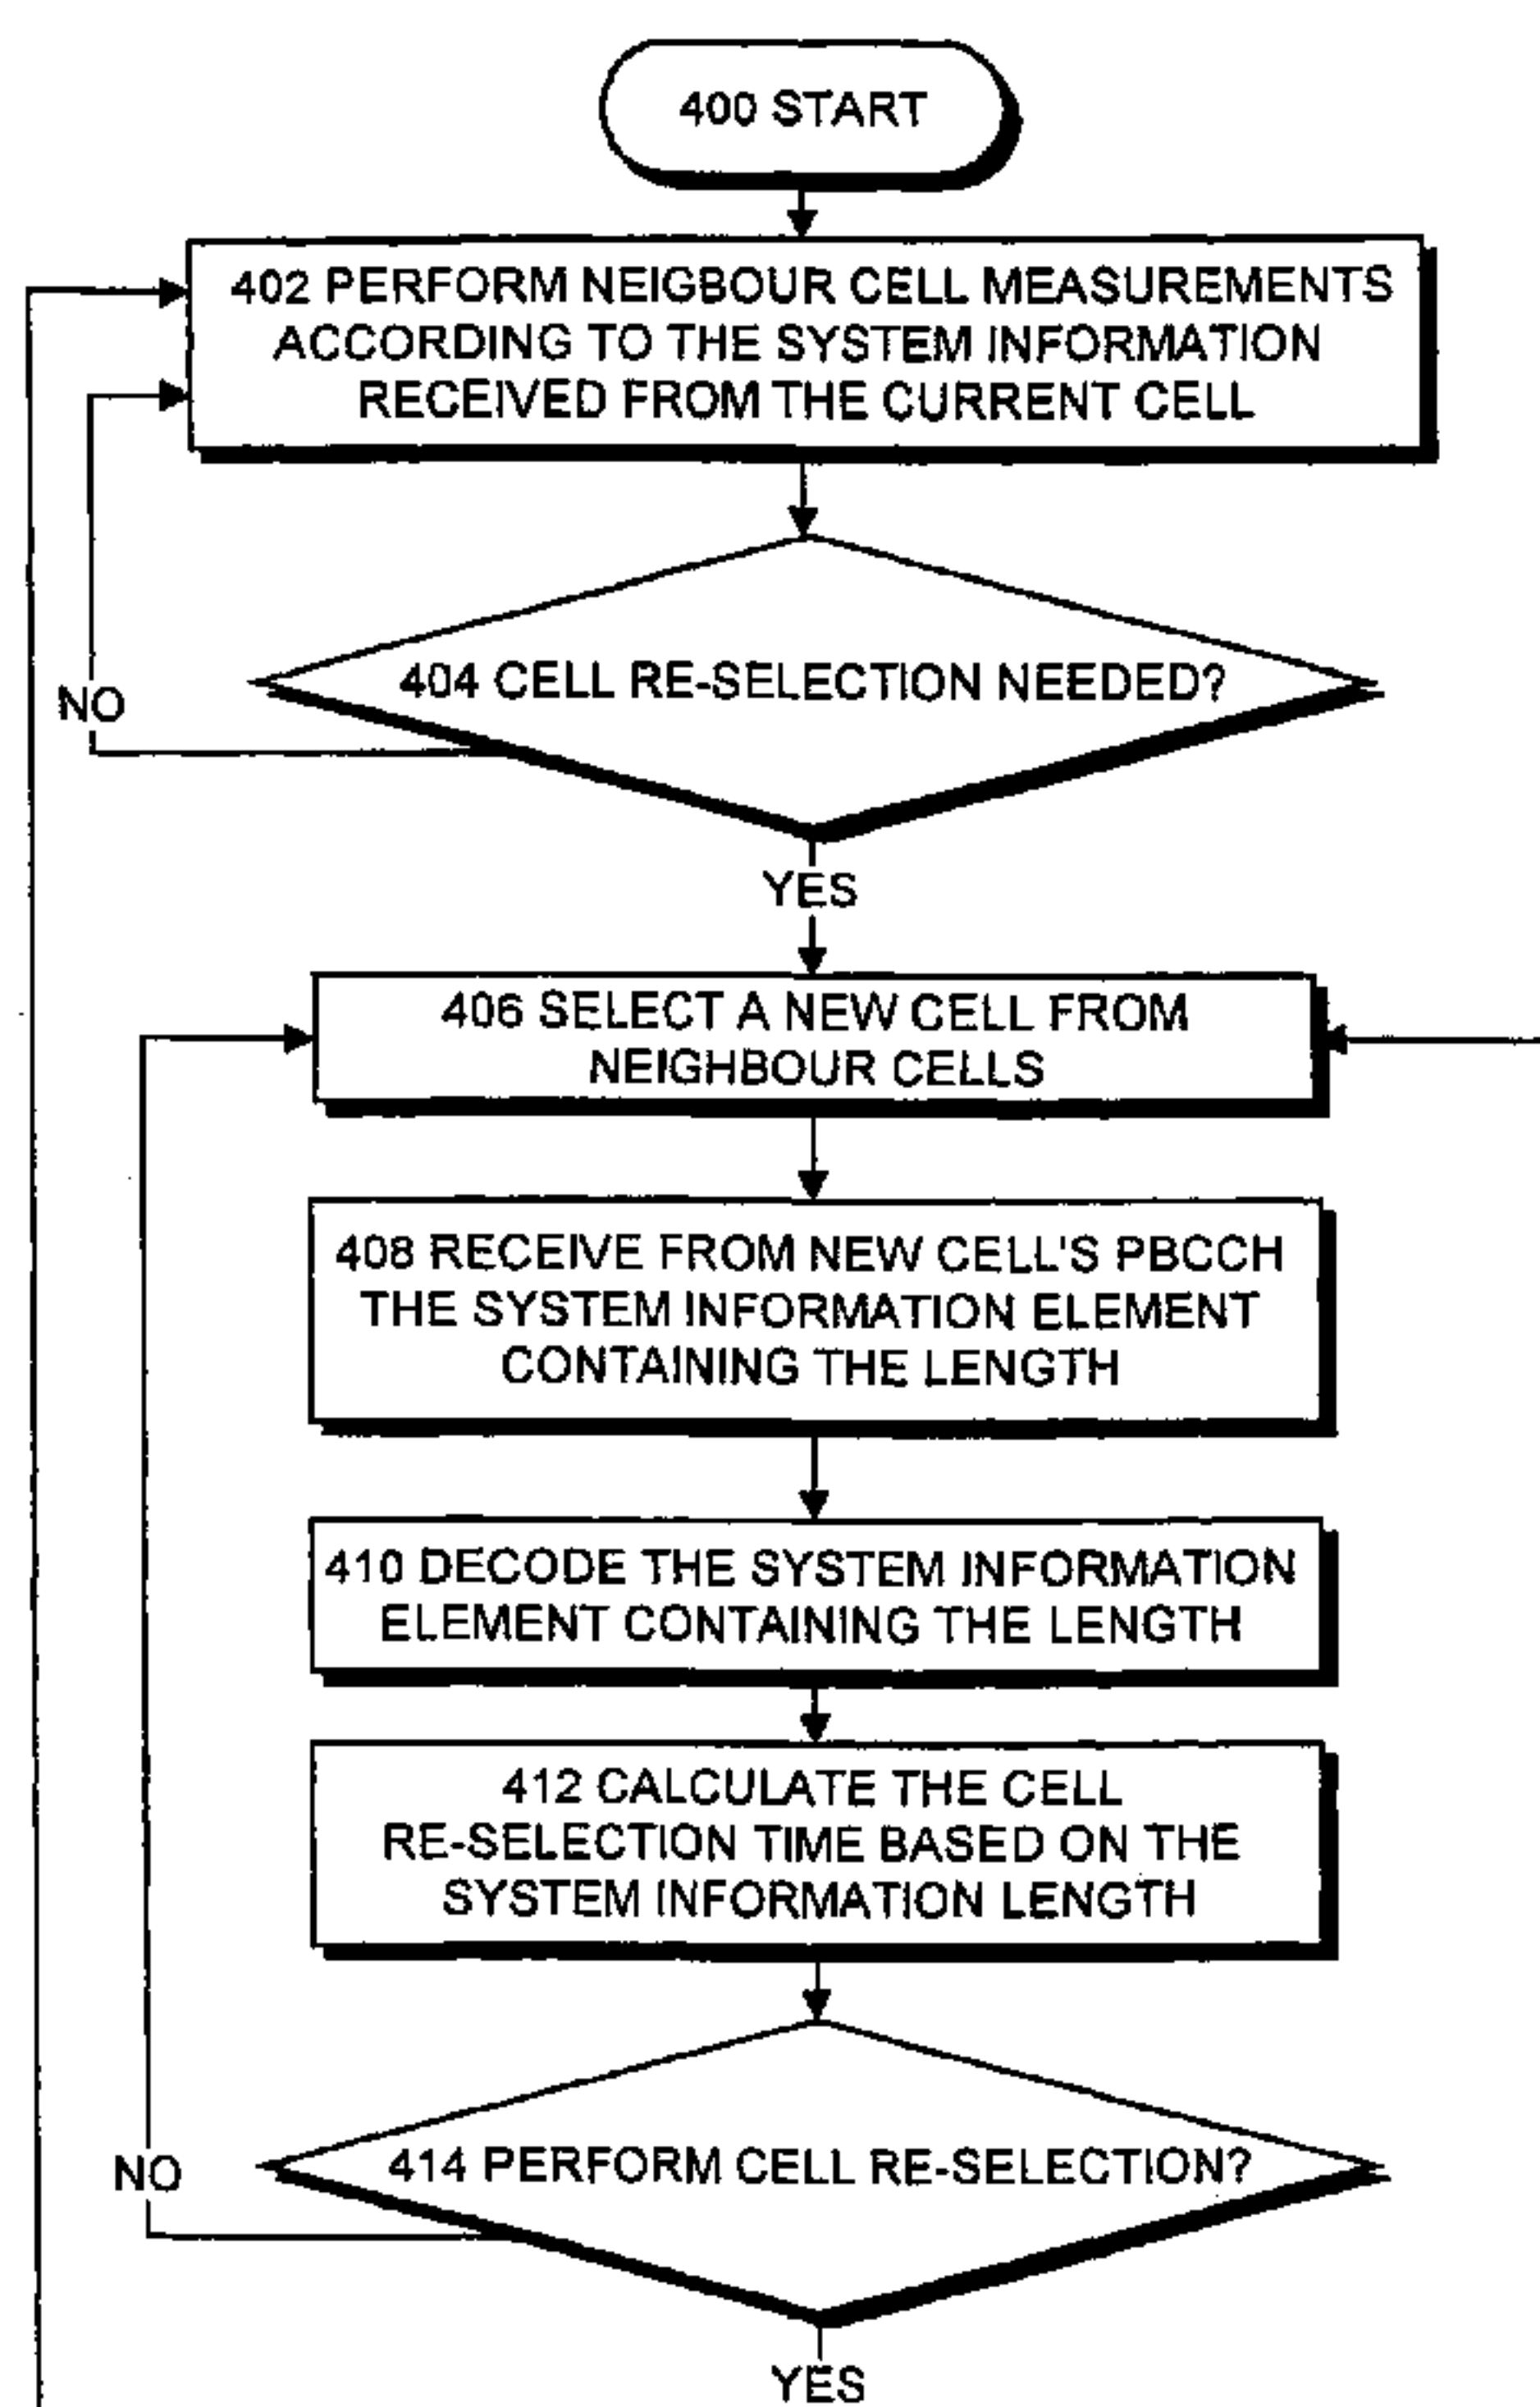 400 START
402 PERFORM NEIGBOUR CELL MEASUREMENTS
ACCORDING TO THE SYSTEM INFORMATION
RECEIVED FROM THE CURRENT CELL
404 CELL RE-SELECTION NEEDED?
NO
YES
406 SELECT A NEW CELL FROM
NEIGHBOUR CELLS
408 RECEIVE FROM NEW CELL'S PBCCH
THE SYSTEM INFORMATION ELEMENT
CONTAINING THE LENGTH
410 DECODE THE SYSTEM INFORMATION
ELEMENT CONTAINING THE LENGTH
412 CALCULATE THE CELL
RE-SELECTION TIME BASED ON THE
SYSTEM INFORMATION LENGTH
414 PERFORM CELL RE-SELECTION?
NO
YES